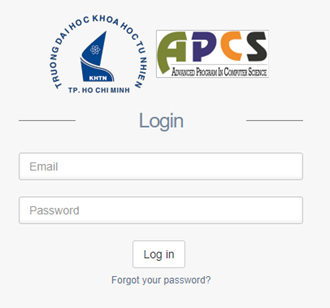 TRUONG DAI HOC KHOA HOC TU NHIEN
KHTN
TP. HO CHI MINH
APCS
ADVANCED PROGRAM IN COMPUTER SCIENCE
Login
Email
Password
Log in
Forgot your password?